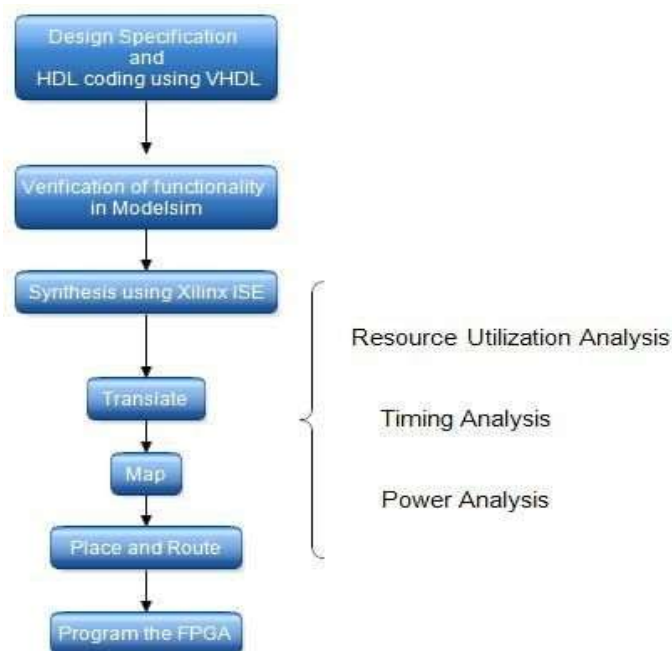 Design Specification
and
HDL coding using VHDL
Verification of functionality
in Modelsim
Synthesis using Xilinx ISE
Translate
Map
Place and Route
Program the FPGA
Resource Utilization Analysis
Timing Analysis
Power Analysis